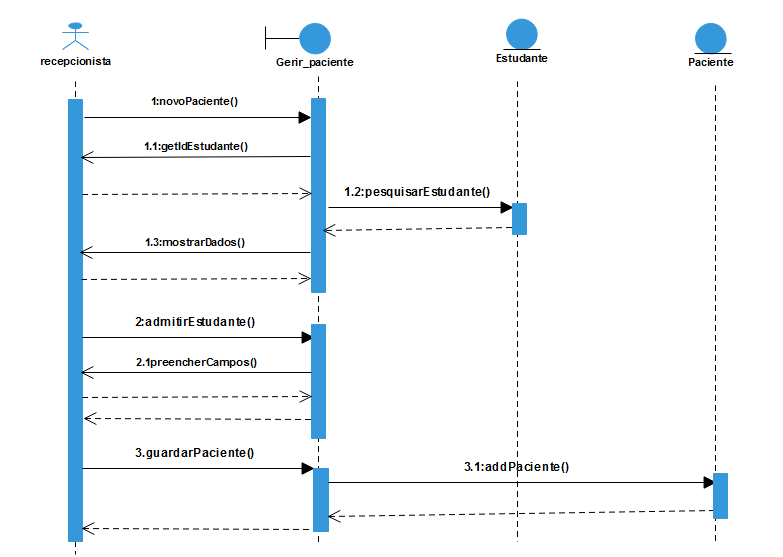 recepcionista
Gerir_paciente
Estudante
Paciente
1:novoPaciente()
1.1:getIdEstudante()
1.2:pesquisarEstudante()
1.3:mostrarDados()
2:admitirEstudante()
2.1preencherCampos()
3.guardarPaciente()
3.1:addPaciente()